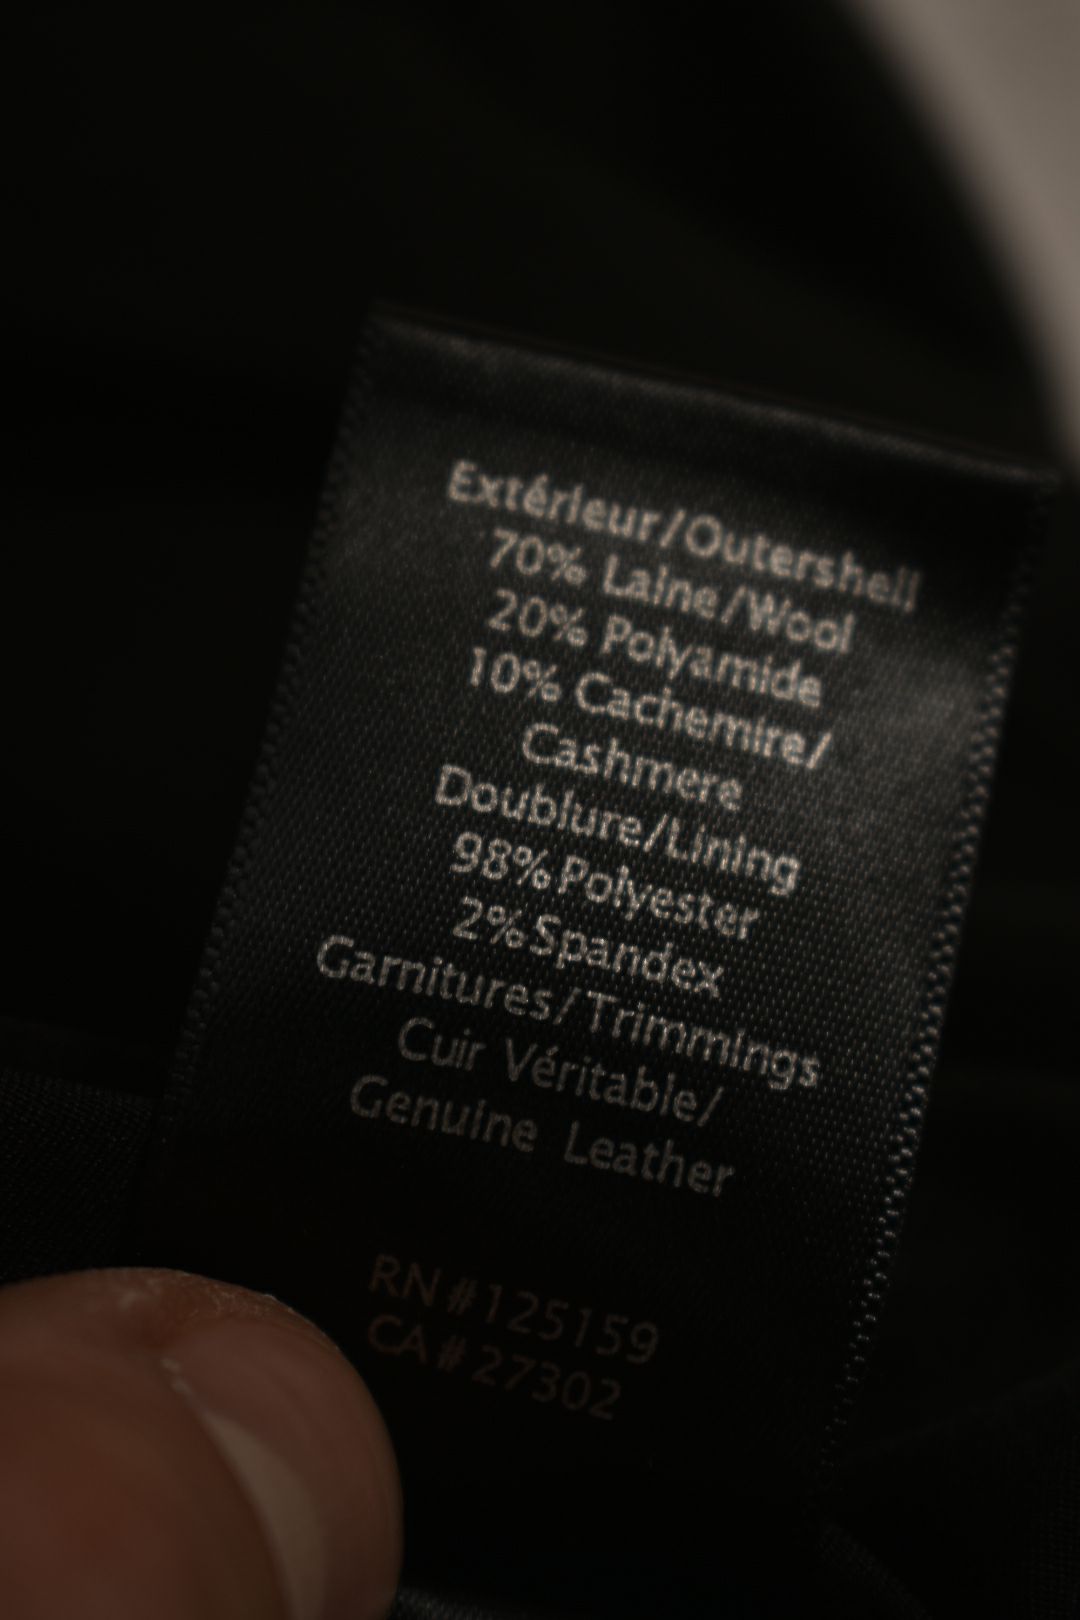 Extérieur/Outershell
70% Laine/Wool
20% Polyamide
10% Cachemire/
Cashmere
Doublure/Lining
98% Polyester
2% Spandex
Garnitures/Trimmings
Cuir Véritable/
Genuine Leather
RN#125159
CA#27302